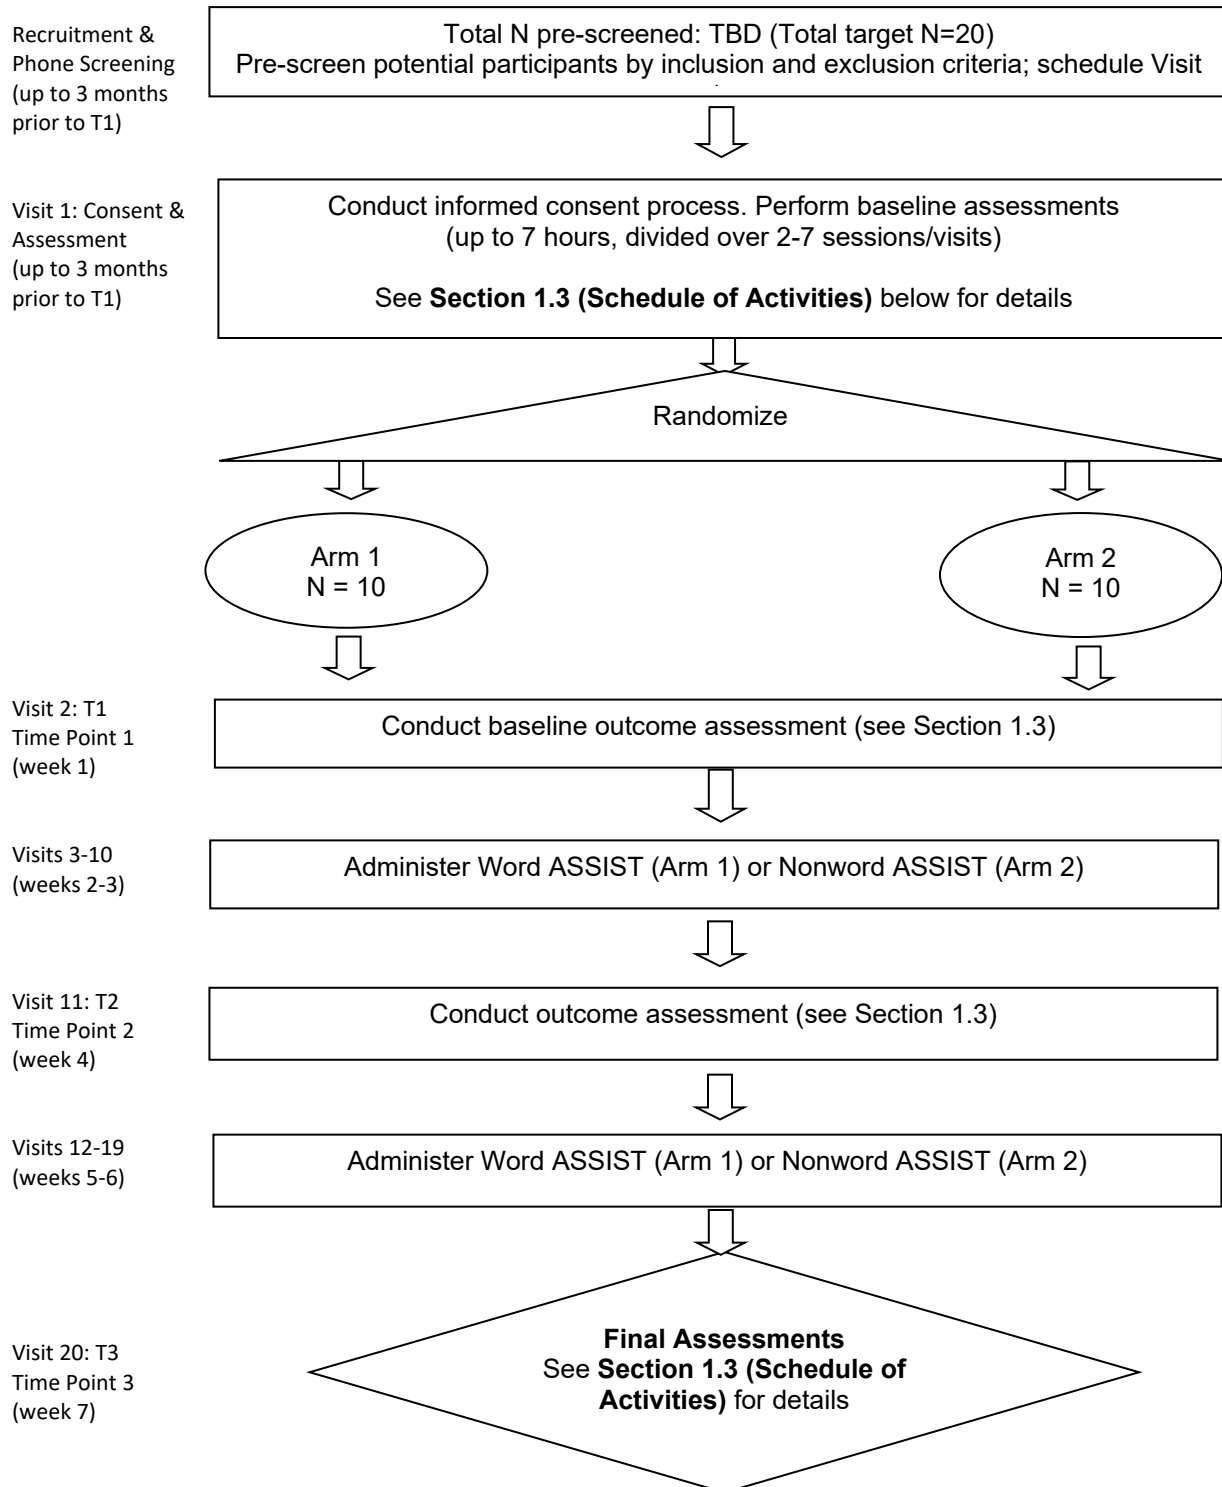 Recruitment &
Phone Screening
(up to 3 months
prior to T1)
Total N pre-screened: TBD (Total target N=20)
Pre-screen potential participants by inclusion and exclusion criteria; schedule Visit
Visit 1: Consent &
Assessment
(up to 3 months
prior to T1)
Conduct informed consent process. Perform baseline assessments
(up to 7 hours, divided over 2-7 sessions/visits)
See Section 1.3 (Schedule of Activities) below for details
Randomize
Arm 1
N = 10
Arm 2
N = 10
Visit 2: T1
Time Point 1
(week 1)
Conduct baseline outcome assessment (see Section 1.3)
Visits 3-10
(weeks 2-3)
Administer Word ASSIST (Arm 1) or Nonword ASSIST (Arm 2)
Visit 11: T2
Time Point 2
(week 4)
Conduct outcome assessment (see Section 1.3)
Visits 12-19
(weeks 5-6)
Administer Word ASSIST (Arm 1) or Nonword ASSIST (Arm 2)
Visit 20: T3
Time Point 3
(week 7)
Final Assessments
See Section 1.3 (Schedule of
Activities) for details